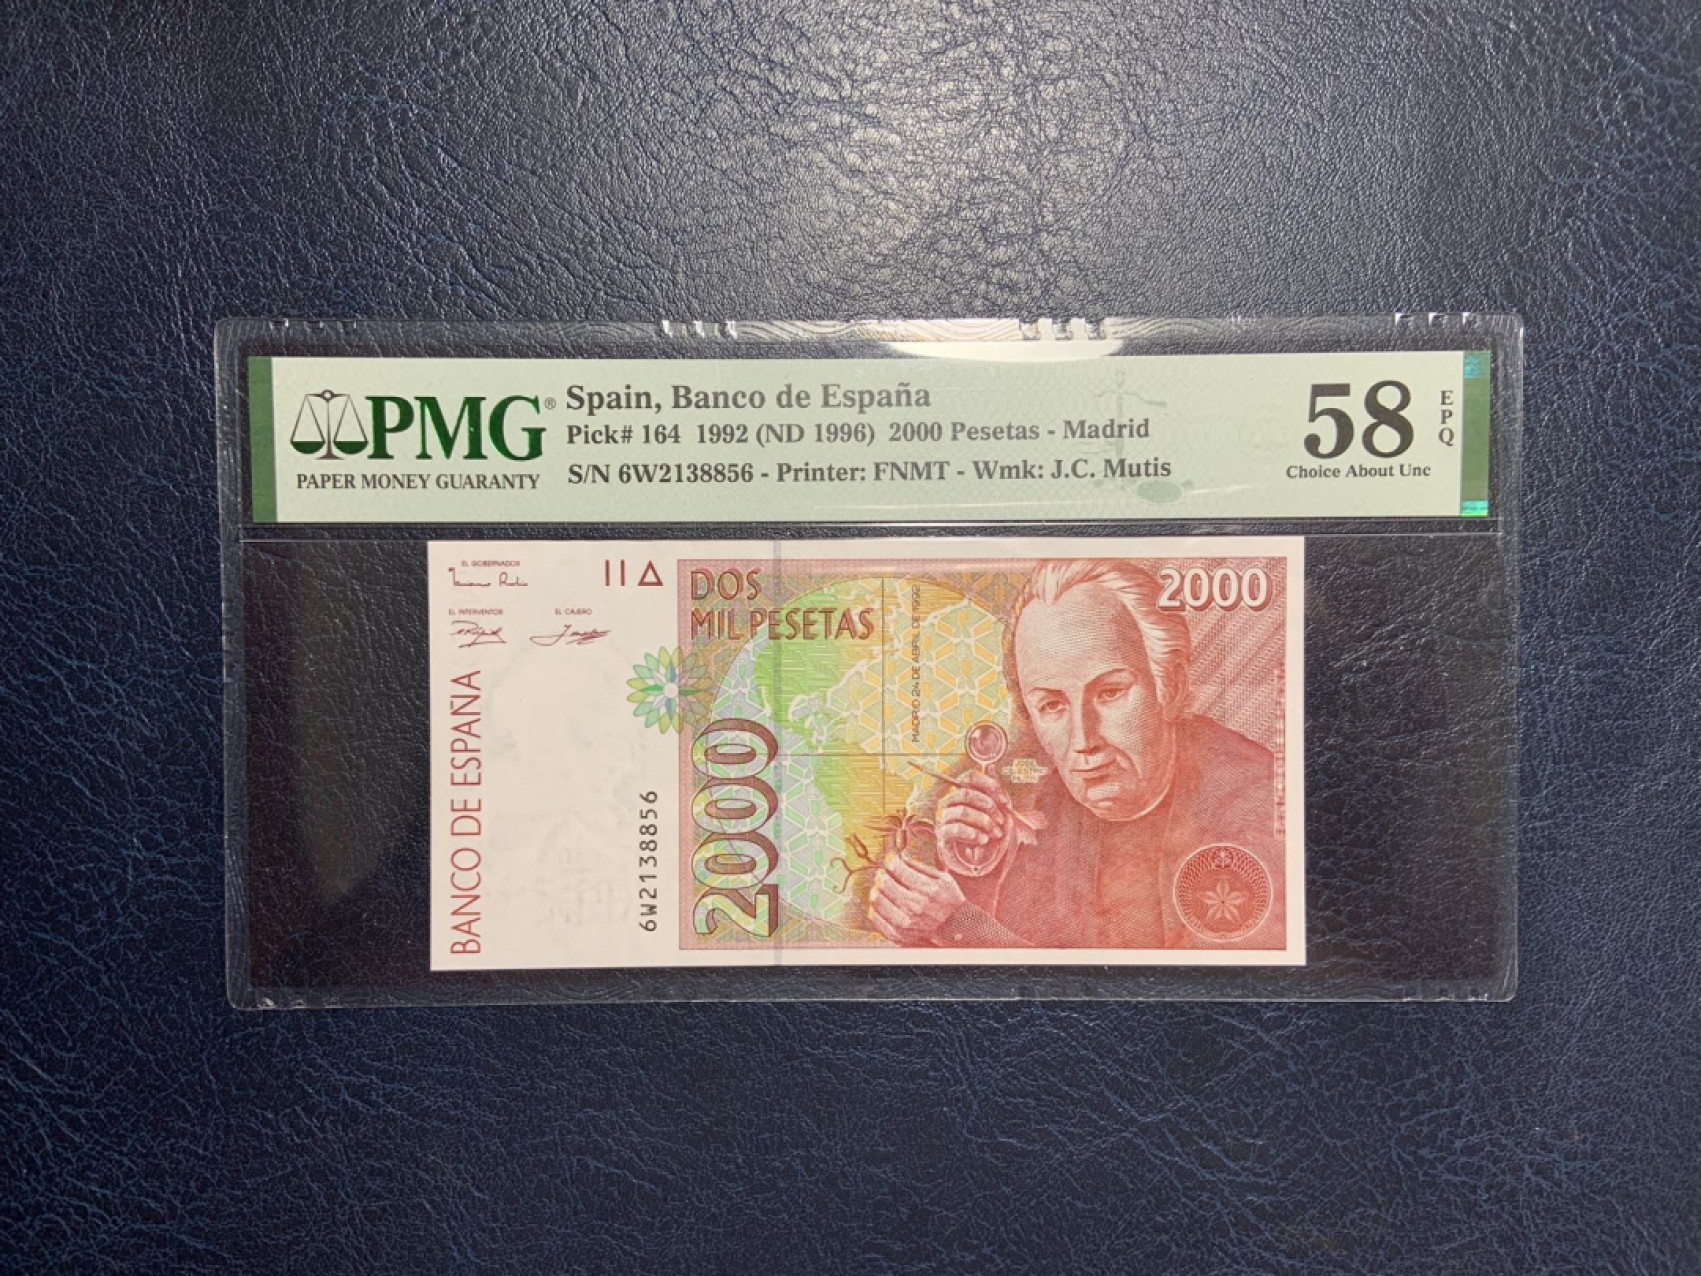 PMG®
PAPER MONEY GUARANTY
Spain, Banco de España
Pick# 164 1992 (ND 1996) 2000 Pesetas - Madrid
S/N 6W2138856 - Printer: FNMT - Wmk: J.C. Mutis
58
EPQ
Choice About Unc
EL GOBERNADOR
EL INTERVENTOR EL CAJERO
BANCO DE ESPAÑA
6W2138856
DOS
MIL PESETAS
2000
MADRID 24 DE ABRIL DE 1992
2000